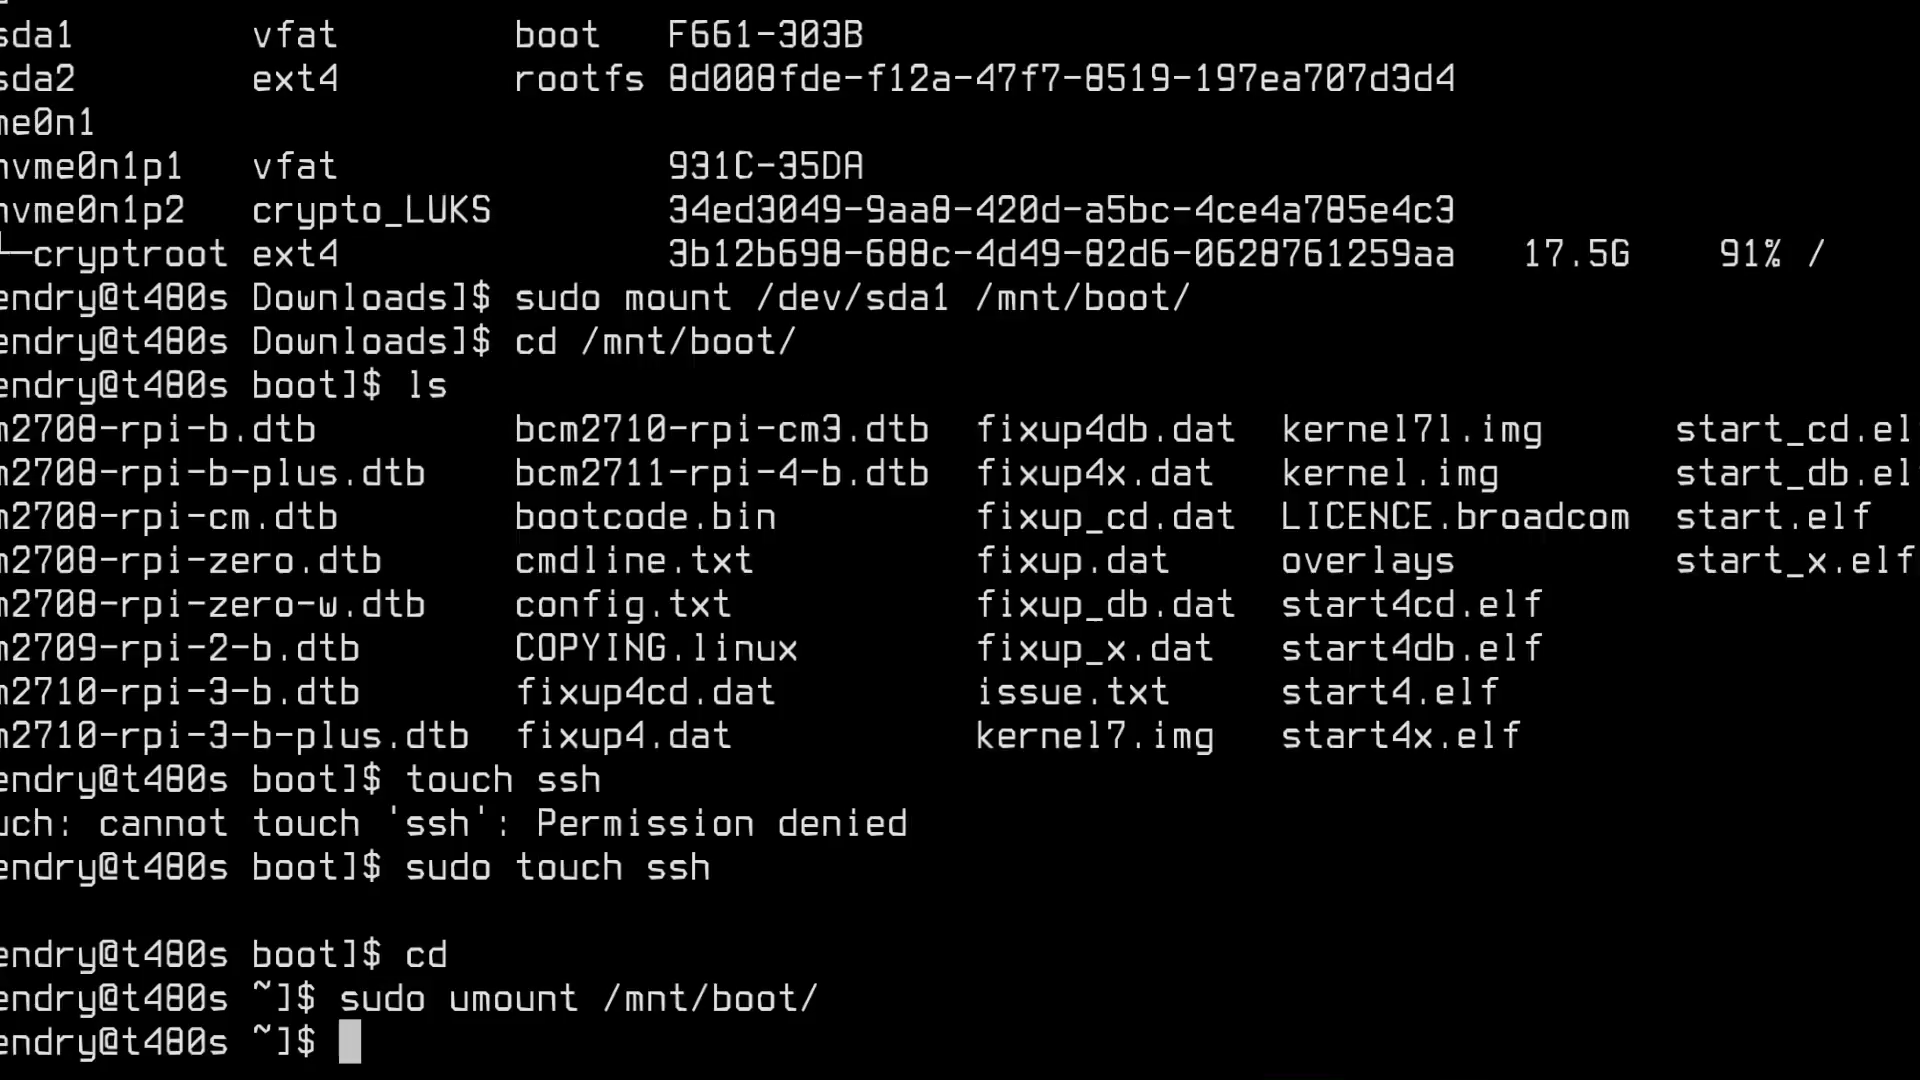 sda1 vfat boot F661-303B
sda2 ext4 rootfs 8d008fde-f12a-47f7-8519-197ea707d3d4
me0n1
nvme0n1p1 vfat 931C-35DA
nvme0n1p2 crypto_LUKS 34ed3049-9aa8-420d-a5bc-4ce4a785e4c3
└─cryptroot ext4 3b12b698-688c-4d49-82d6-0628761259aa 17.5G 91% /
endry@t480s Downloads]$ sudo mount /dev/sda1 /mnt/boot/
endry@t480s Downloads]$ cd /mnt/boot/
endry@t480s boot]$ ls
m2708-rpi-b.dtb bcm2710-rpi-cm3.dtb fixup4db.dat kernel7l.img start_cd.el
m2708-rpi-b-plus.dtb bcm2711-rpi-4-b.dtb fixup4x.dat kernel.img start_db.el
m2708-rpi-cm.dtb bootcode.bin fixup_cd.dat LICENCE.broadcom start.elf
m2708-rpi-zero.dtb cmdline.txt fixup.dat overlays start_x.elf
m2708-rpi-zero-w.dtb config.txt fixup_db.dat start4cd.elf
m2709-rpi-2-b.dtb COPYING.linux fixup_x.dat start4db.elf
m2710-rpi-3-b.dtb fixup4cd.dat issue.txt start4.elf
m2710-rpi-3-b-plus.dtb fixup4.dat kernel7.img start4x.elf
endry@t480s boot]$ touch ssh
uch: cannot touch 'ssh': Permission denied
endry@t480s boot]$ sudo touch ssh
endry@t480s boot]$ cd
endry@t480s ~]$ sudo umount /mnt/boot/
endry@t480s ~]$